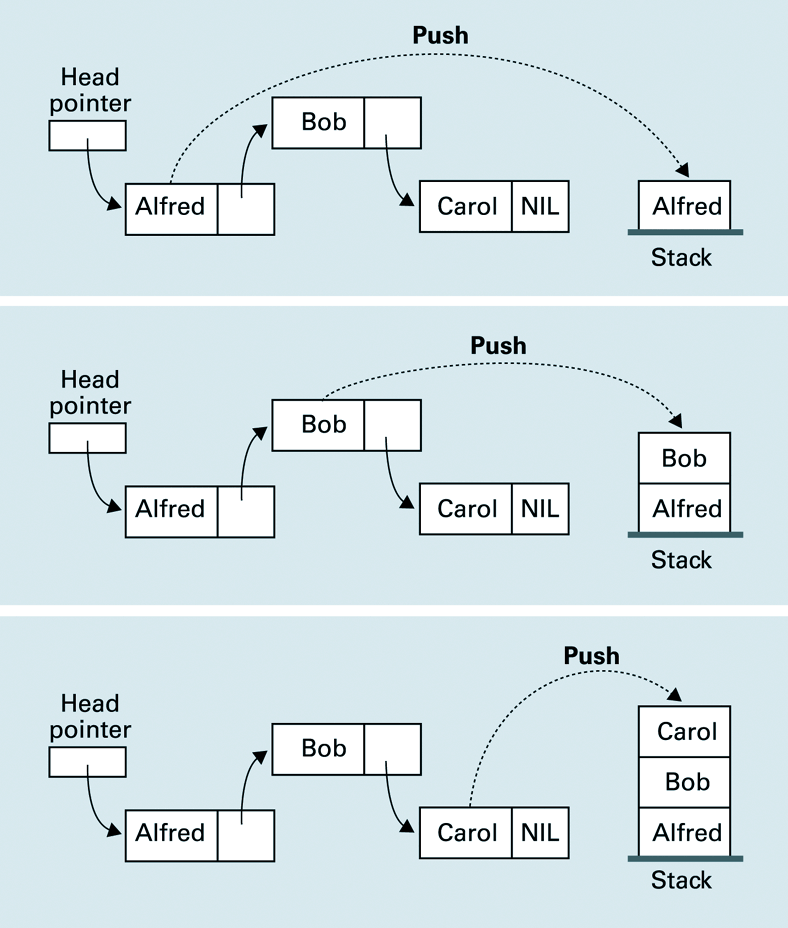 Push
Head
pointer
Bob
Alfred
Carol NIL
Alfred
Stack
Push
Head
pointer
Bob
Bob
Alfred
Carol NIL
Alfred
Stack
Push
Head
pointer
Carol
Bob
Bob
Alfred
Carol NIL
Alfred
Stack